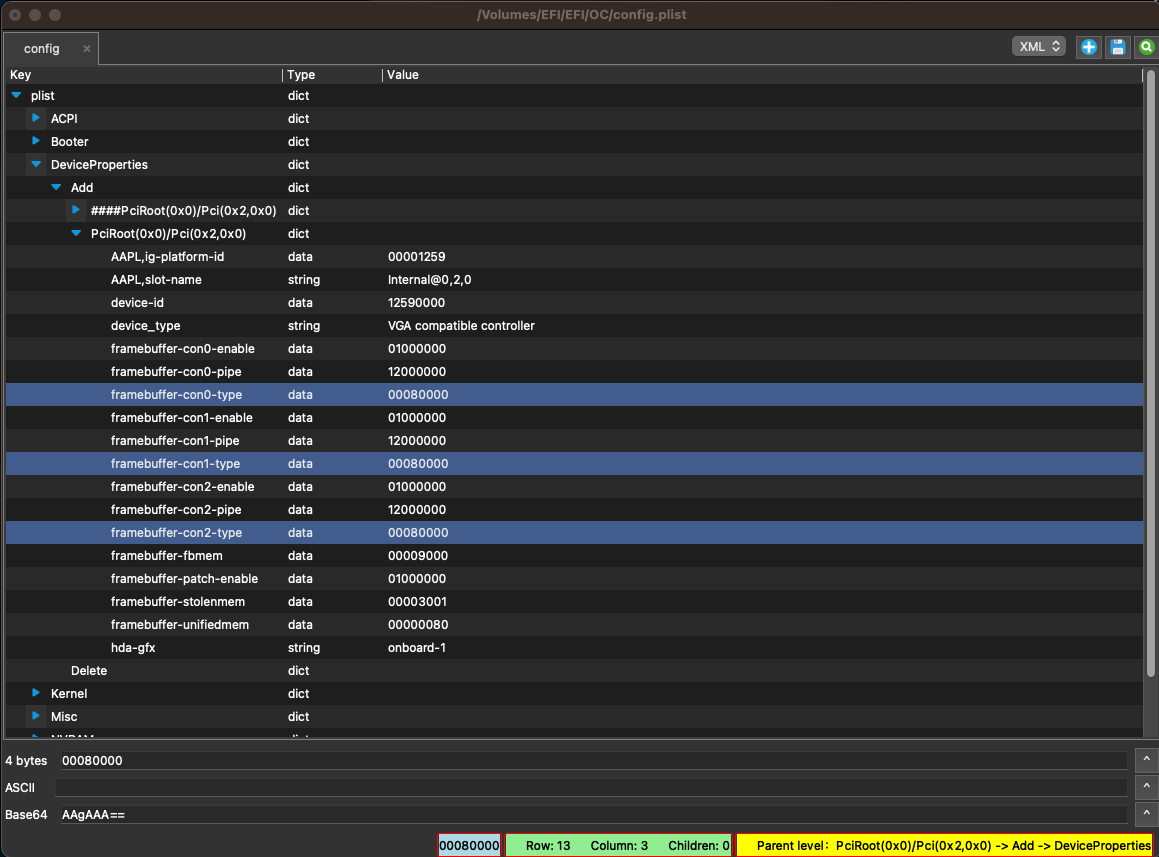 /Volumes/EFI/EFI/OC/config.plist
config × XML
Key Type Value
plist dict
ACPI dict
Booter dict
DeviceProperties dict
Add dict
####PciRoot(0x0)/Pci(0x2,0x0) dict
PciRoot(0x0)/Pci(0x2,0x0) dict
AAPL,ig-platform-id data 00001259
AAPL,slot-name string Internal@0,2,0
device-id data 12590000
device_type string VGA compatible controller
framebuffer-con0-enable data 01000000
framebuffer-con0-pipe data 12000000
framebuffer-con0-type data 00080000
framebuffer-con1-enable data 01000000
framebuffer-con1-pipe data 12000000
framebuffer-con1-type data 00080000
framebuffer-con2-enable data 01000000
framebuffer-con2-pipe data 12000000
framebuffer-con2-type data 00080000
framebuffer-fbmem data 00009000
framebuffer-patch-enable data 01000000
framebuffer-stolenmem data 00003001
framebuffer-unifiedmem data 00000080
hda-gfx string onboard-1
Delete dict
Kernel dict
Misc dict
4 bytes 00080000
ASCII
Base64 AAgAAA==
00080000 Row: 13 Column: 3 Children: 0 Parent level: PciRoot(0x0)/Pci(0x2,0x0) -> Add -> DeviceProperties